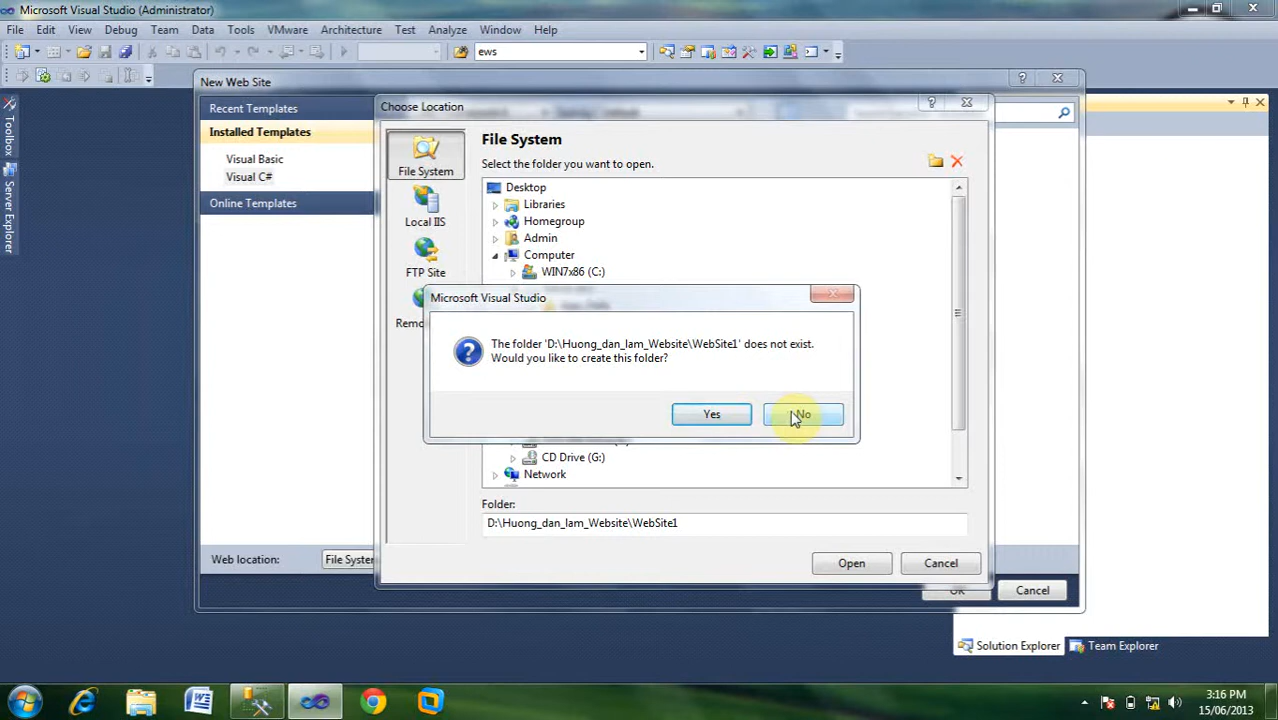 Microsoft Visual Studio (Administrator)
File Edit View Debug Team Data Tools VMware Architecture Test Analyze Window Help
ews
Toolbox
Server Explorer
New Web Site
Recent Templates
Installed Templates
Visual Basic
Visual C#
Online Templates
Choose Location
File System
Local IIS
FTP Site
Remo
File System
Select the folder you want to open.
Desktop
Libraries
Homegroup
Admin
Computer
WIN7x86 (C:)
Microsoft Visual Studio
The folder 'D:\Huong_dan_lam_Website\WebSite1' does not exist.
Would you like to create this folder?
Yes No
CD Drive (G:)
Network
Folder:
D:\Huong_dan_lam_Website\WebSite1
Web location: File System
Open Cancel
OK Cancel
Solution Explorer Team Explorer
3:16 PM
15/06/2013